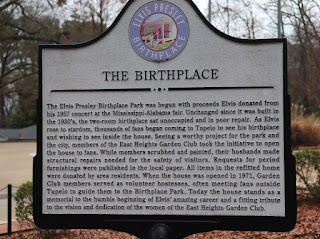 ELVIS PRESLEY
BIRTHPLACE
THE BIRTHPLACE
The Elvis Presley Birthplace Park was begun with proceeds Elvis donated from
his 1957 concert at the Mississippi-Alabama fair. Unchanged since it was built in
the 1930's, the two-room birthplace sat unoccupied and in poor repair. As Elvis
rose to stardom, thousands of fans began coming to Tupelo to see his birthplace
and wishing to see inside the house. Seeing a worthy project for the park and
the city, members of the East Heights Garden Club took the initiative to open
the house to fans. While members scrubbed and painted, their husbands made
structural repairs needed for the safety of visitors. Requests for period
furnishings were published in the local paper. All items in the refitted home
were donated by area residents. When the house was opened in 1971, Garden
Club members served as volunteer hostesses, often meeting fans outside
Tupelo to guide them to the Birthplace Park. Today the house stands as a
memorial to the humble beginning of Elvis' amazing career and a fitting tribute
to the vision and dedication of the women of the East Heights Garden Club.